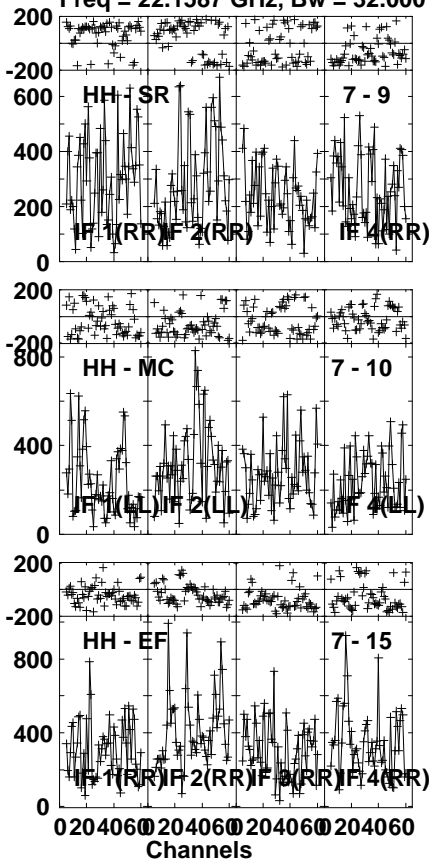 Freq = 22.1587 GHz, Bw = 32.000
200
-200
600
400
200
0
HH - SR
7 - 9
IF 1(RR)
IF 2(RR)
IF 4(RR)
200
-200
800
400
0
HH - MC
7 - 10
IF 1(LL)
IF 2(LL)
IF 4(LL)
200
-200
800
400
0
HH - EF
7 - 15
IF 1(RR)
IF 2(RR)
IF 3(RR)
IF 4(RR)
0 20 40 60 0 20 40 60 0 20 40 60 0 20 40 60
Channels